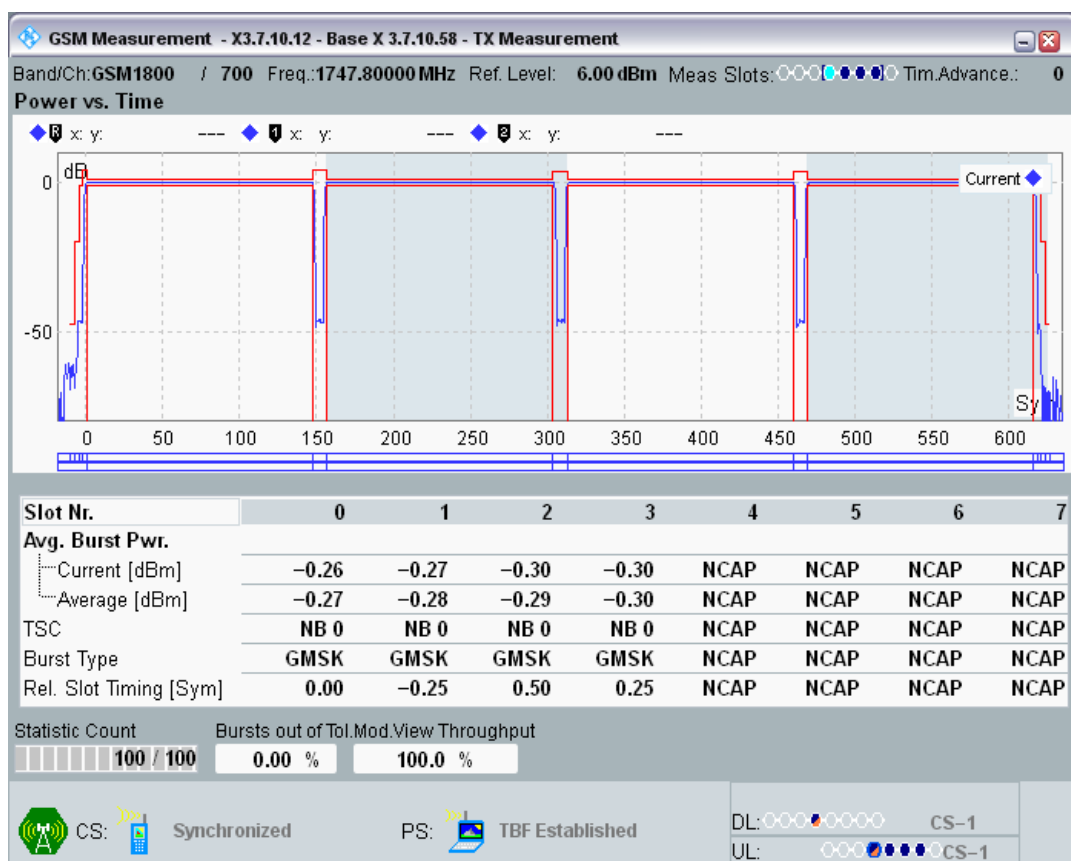 GSM Measurement - X3.7.10.12 - Base X 3.7.10.58 - TX Measurement
Band/Ch:GSM1800 / 700 Freq.:1747.80000 MHz Ref. Level: 6.00 dBm Meas Slots: Tim.Advance.: 0
Power vs. Time
R x: y: --- 1 x: y: --- 2 x: y: ---
dB
Current
0
-50
Sy
0 50 100 150 200 250 300 350 400 450 500 550 600
Slot Nr. 0 1 2 3 4 5 6 7
Avg. Burst Pwr.
Current [dBm] −0.26 −0.27 −0.30 −0.30 NCAP NCAP NCAP NCAP
Average [dBm] −0.27 −0.28 −0.29 −0.30 NCAP NCAP NCAP NCAP
TSC NB 0 NB 0 NB 0 NB 0 NCAP NCAP NCAP NCAP
Burst Type GMSK GMSK GMSK GMSK NCAP NCAP NCAP NCAP
Rel. Slot Timing [Sym] 0.00 −0.25 0.50 0.25 NCAP NCAP NCAP NCAP
Statistic Count Bursts out of Tol.Mod.View Throughput
100 / 100 0.00 % 100.0 %
CS: Synchronized PS: TBF Established DL: CS−1
UL: CS−1